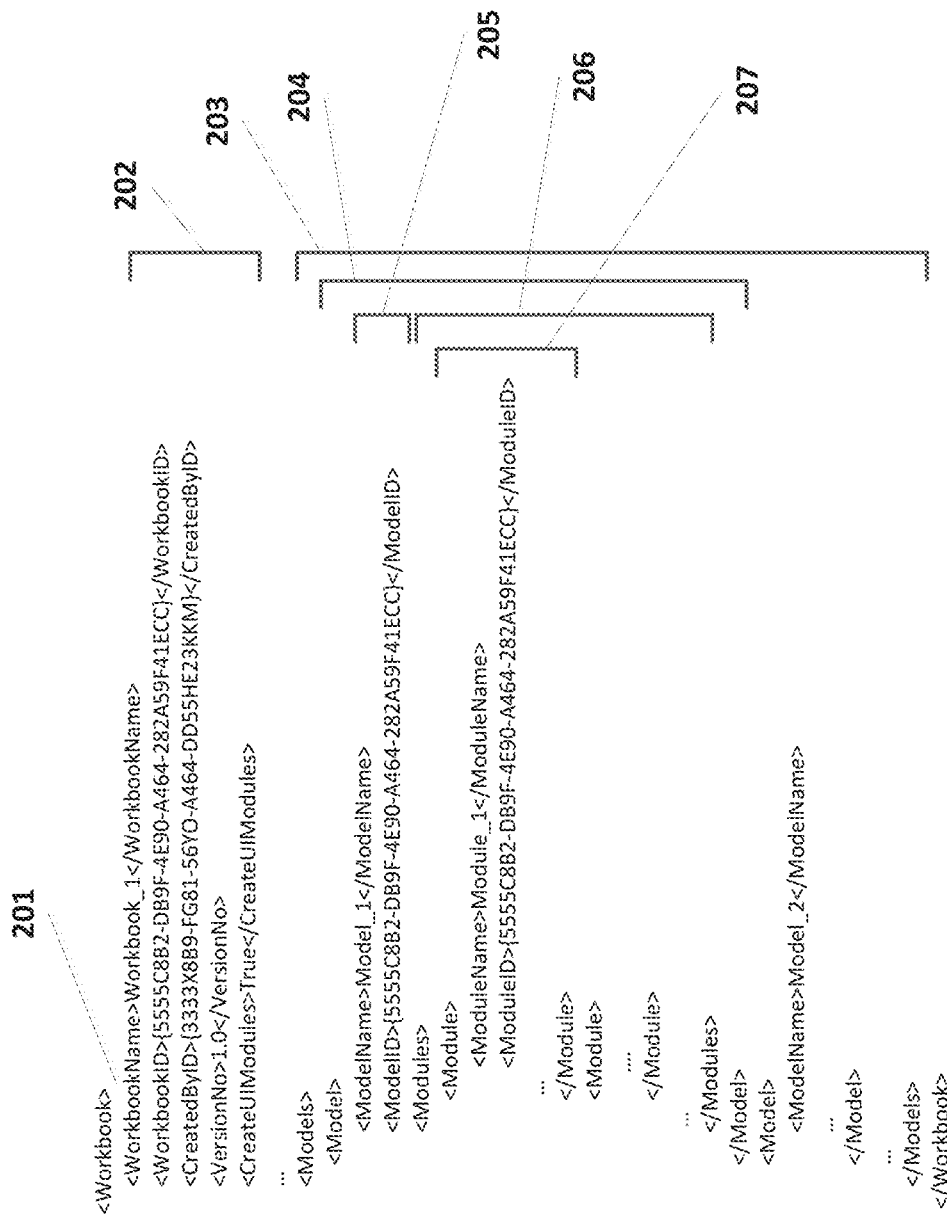 201
<Workbook>
<WorkbookName>Workbook_1</WorkbookName>
<WorkbookID>{5555C8B2-DB9F-4E90-A464-282A59F41ECC}</WorkbookID>
<CreatedByID>{3333X8B9-FG81-56YO-A464-DD55HE23KKM}</CreatedByID>
<VersionNo>1.0</VersionNo>
<CreateUIModules>True</CreateUIModules>
...
<Models>
<Model>
<ModelName>Model_1</ModelName>
<ModelID>{5555C8B2-DB9F-4E90-A464-282A59F41ECC}</ModelID>
<Modules>
<Module>
<ModuleName>Module_1</ModuleName>
<ModuleID>{5555C8B2-DB9F-4E90-A464-282A59F41ECC}</ModuleID>
...
</Module>
<Module>
....
</Module>
...
</Modules>
</Model>
<Model>
<ModelName>Model_2</ModelName>
...
</Model>
...
</Models>
</Workbook>
202
203
204
205
206
207